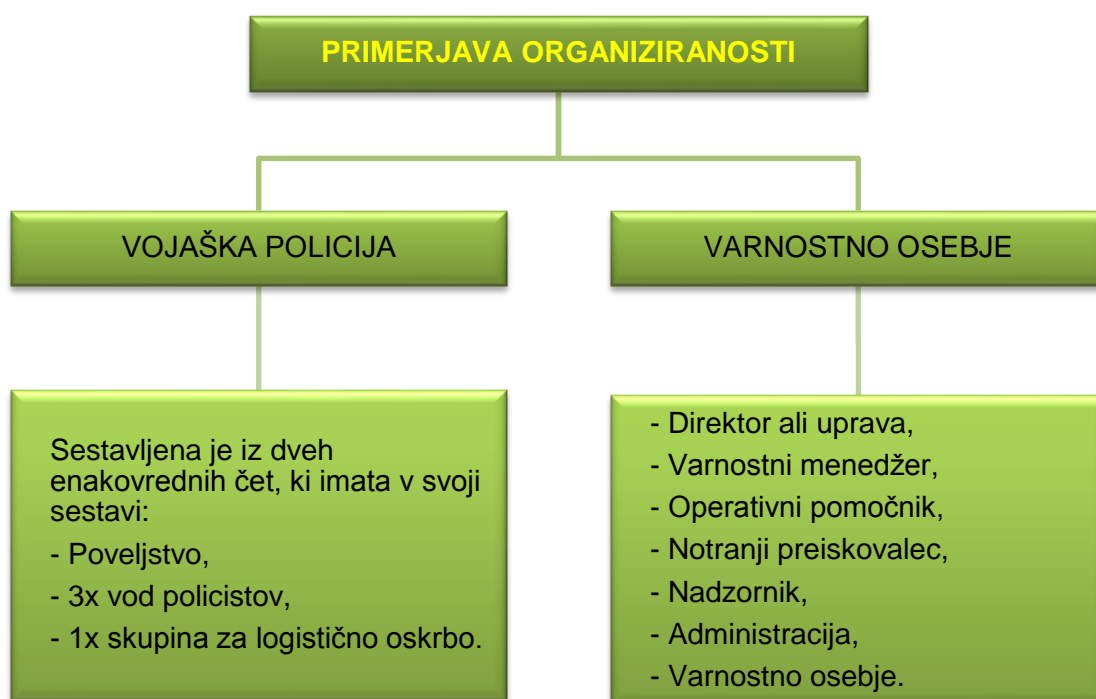 PRIMERJAVA ORGANIZIRANOSTI
VOJAŠKA POLICIJA
Sestavljena je iz dveh
enakovrednih čet, ki imata v svoji
sestavi:
- Poveljstvo,
- 3x vod policistov,
- 1x skupina za logistično oskrbo.
VARNOSTNO OSEBJE
- Direktor ali uprava,
- Varnostni menedžer,
- Operativni pomočnik,
- Notranji preiskovalec,
- Nadzornik,
- Administracija,
- Varnostno osebje.